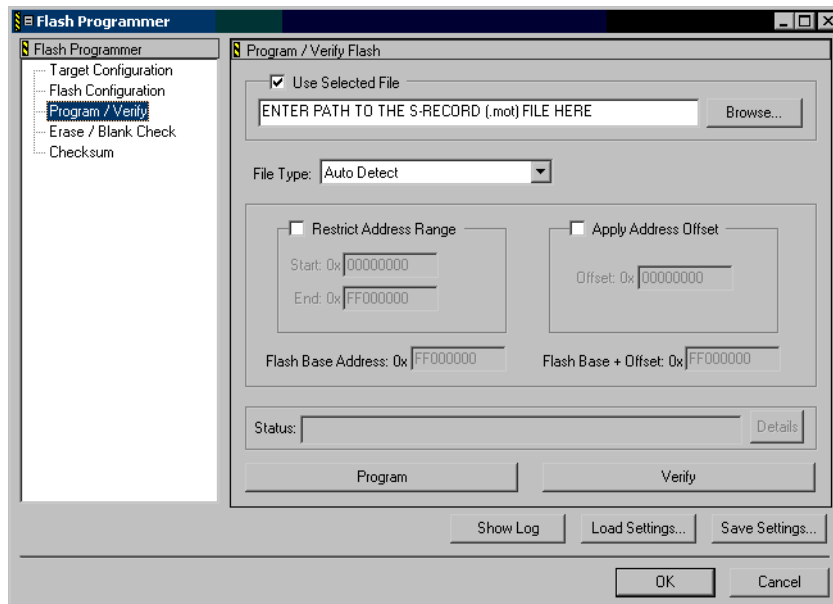 Flash Programmer
Flash Programmer
Target Configuration
Flash Configuration
Program / Verify
Erase / Blank Check
Checksum
Program / Verify Flash
Use Selected File
ENTER PATH TO THE S-RECORD (.mot) FILE HERE
Browse...
File Type: Auto Detect
Restrict Address Range
Start: 0x 00000000
End: 0x FF000000
Apply Address Offset
Offset: 0x 00000000
Flash Base Address: 0x FF000000
Flash Base + Offset: 0x FF000000
Status:
Details
Program
Verify
Show Log
Load Settings...
Save Settings...
OK
Cancel